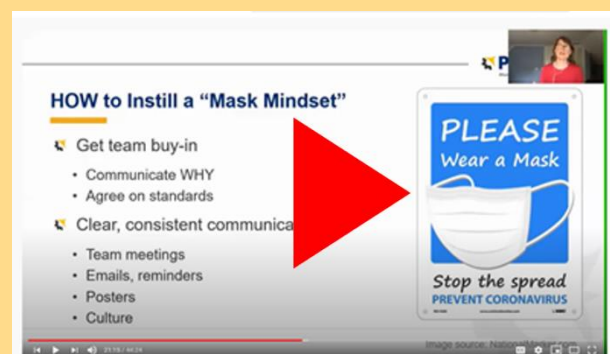 P
HOW to Instill a “Mask Mindset”
Get team buy-in
• Communicate WHY
• Agree on standards
Clear, consistent communica
• Team meetings
• Emails, reminders
• Posters
• Culture
PLEASE
Wear a Mask
Stop the spread
PREVENT CORONAVIRUS
Image source: National